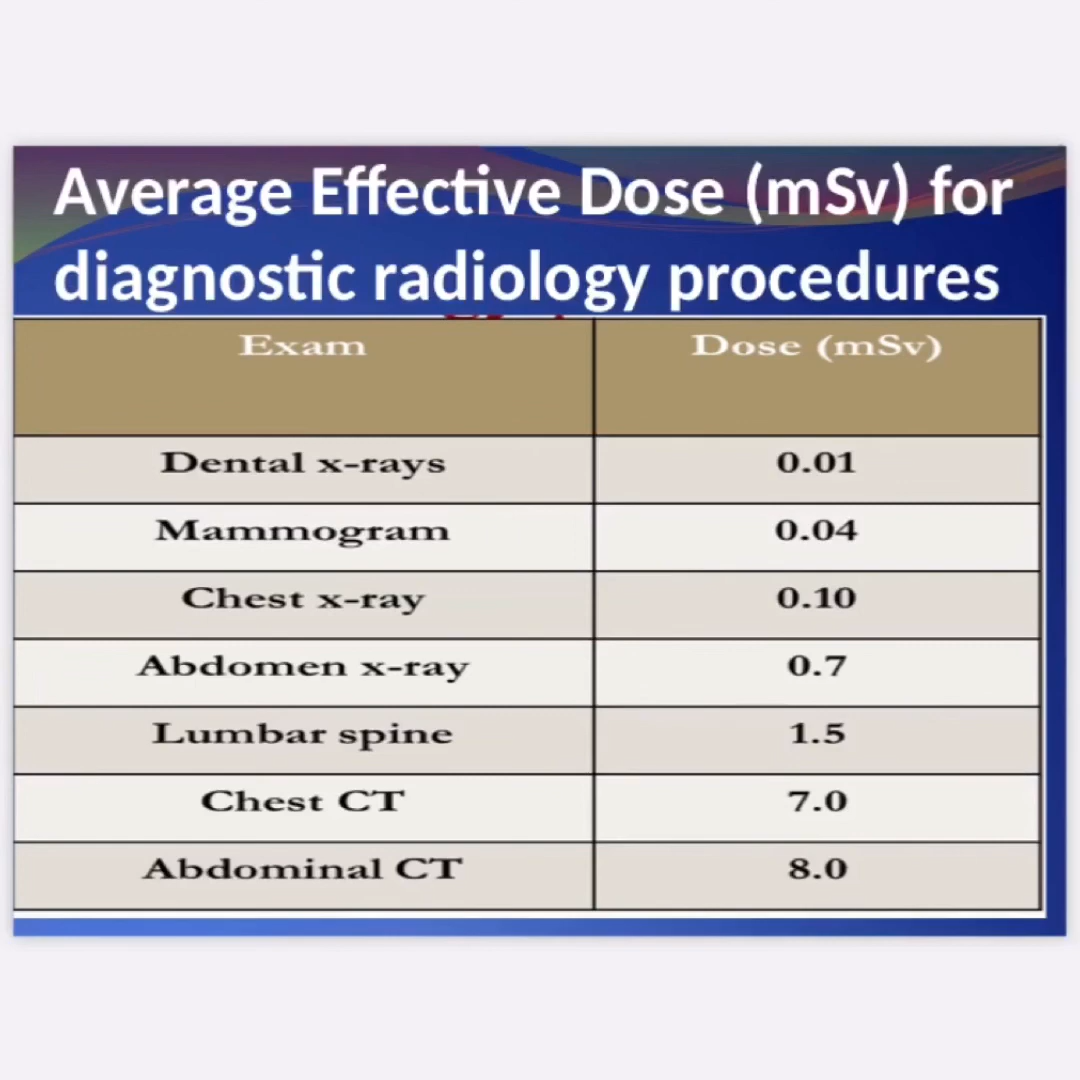 Average Effective Dose (mSv) for
diagnostic radiology procedures
Exam Dose (mSv)
Dental x-rays 0.01
Mammogram 0.04
Chest x-ray 0.10
Abdomen x-ray 0.7
Lumbar spine 1.5
Chest CT 7.0
Abdominal CT 8.0